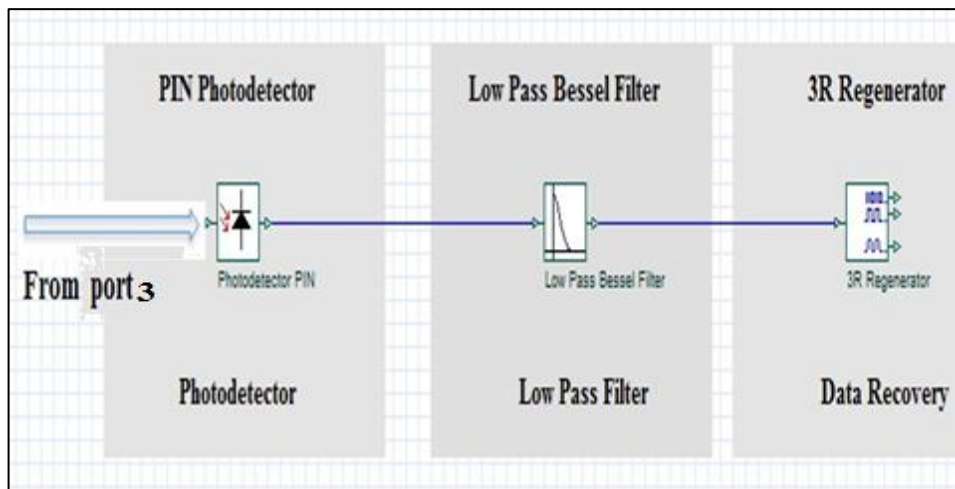 PIN Photodetector
Low Pass Bessel Filter
3R Regenerator
From port 3
Photodetector PIN
Low Pass Bessel Filter
3R Regenerator
Photodetector
Low Pass Filter
Data Recovery